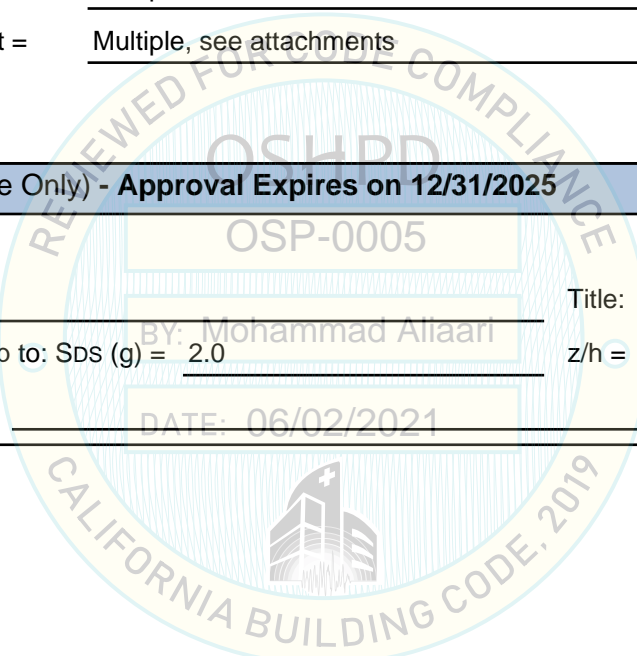 t = Multiple, see attachments
REVIEWED FOR CODE COMPLIANCE
OSHPD
e Only) - Approval Expires on 12/31/2025
OSP-0005
Title:
BY: Mohammad Aliaari
o to: SDS (g) = 2.0 z/h =
DATE: 06/02/2021
CALIFORNIA BUILDING CODE, 2019